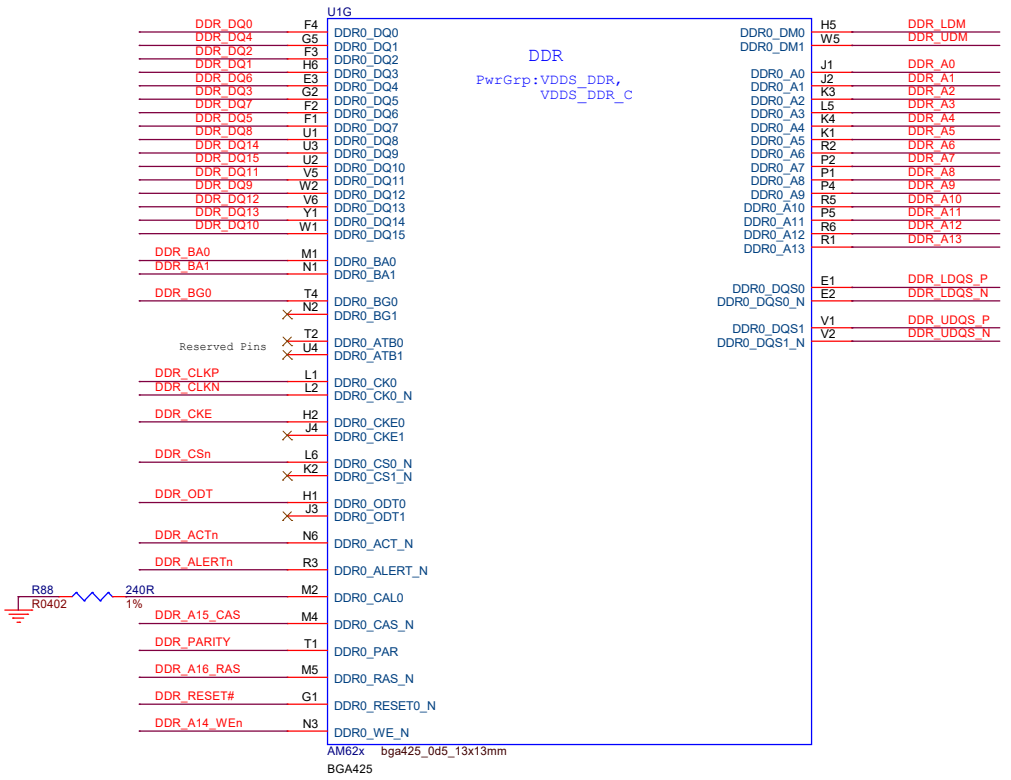 U1G
DDR
PwrGrp:VDDS_DDR,
VDDS_DDR_C
DDR_DQ0 F4 DDR0_DQ0
DDR_DQ4 G5 DDR0_DQ1
DDR_DQ2 F3 DDR0_DQ2
DDR_DQ1 H6 DDR0_DQ3
DDR_DQ6 E3 DDR0_DQ4
DDR_DQ3 G2 DDR0_DQ5
DDR_DQ7 F2 DDR0_DQ6
DDR_DQ5 F1 DDR0_DQ7
DDR_DQ8 U1 DDR0_DQ8
DDR_DQ14 U3 DDR0_DQ9
DDR_DQ15 U2 DDR0_DQ10
DDR_DQ11 V5 DDR0_DQ11
DDR_DQ9 W2 DDR0_DQ12
DDR_DQ12 V6 DDR0_DQ13
DDR_DQ13 Y1 DDR0_DQ14
DDR_DQ10 W1 DDR0_DQ15
DDR_BA0 M1 DDR0_BA0
DDR_BA1 N1 DDR0_BA1
DDR_BG0 T4 DDR0_BG0
N2 DDR0_BG1
T2 DDR0_ATB0
Reserved Pins
U4 DDR0_ATB1
DDR_CLKP L1 DDR0_CK0
DDR_CLKN L2 DDR0_CK0_N
DDR_CKE H2 DDR0_CKE0
J4 DDR0_CKE1
DDR_CSn L6 DDR0_CS0_N
K2 DDR0_CS1_N
DDR_ODT H1 DDR0_ODT0
J3 DDR0_ODT1
DDR_ACTn N6 DDR0_ACT_N
DDR_ALERTn R3 DDR0_ALERT_N
R88 240R M2 DDR0_CAL0
R0402 1%
DDR_A15_CAS M4 DDR0_CAS_N
DDR_PARITY T1 DDR0_PAR
DDR_A16_RAS M5 DDR0_RAS_N
DDR_RESET# G1 DDR0_RESET0_N
DDR_A14_WEn N3 DDR0_WE_N
DDR0_DM0 H5 DDR_LDM
DDR0_DM1 W5 DDR_UDM
DDR0_A0 J1 DDR_A0
DDR0_A1 J2 DDR_A1
DDR0_A2 K3 DDR_A2
DDR0_A3 L5 DDR_A3
DDR0_A4 K4 DDR_A4
DDR0_A5 K1 DDR_A5
DDR0_A6 R2 DDR_A6
DDR0_A7 P2 DDR_A7
DDR0_A8 P1 DDR_A8
DDR0_A9 P4 DDR_A9
DDR0_A10 R5 DDR_A10
DDR0_A11 P5 DDR_A11
DDR0_A12 R6 DDR_A12
DDR0_A13 R1 DDR_A13
DDR0_DQS0 E1 DDR_LDQS_P
DDR0_DQS0_N E2 DDR_LDQS_N
DDR0_DQS1 V1 DDR_UDQS_P
DDR0_DQS1_N V2 DDR_UDQS_N
AM62x bga425_0d5_13x13mm
BGA425